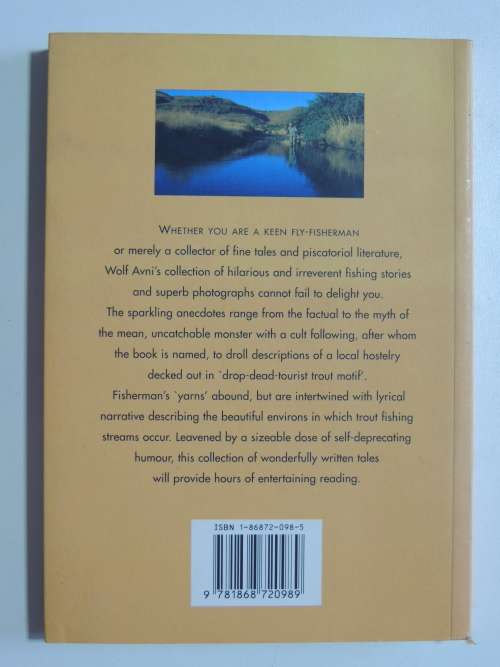 WHETHER YOU ARE A KEEN FLY-FISHERMAN
or merely a collector of fine tales and piscatorial literature,
Wolf Avni's collection of hilarious and irreverent fishing stories
and superb photographs cannot fail to delight you.
The sparkling anecdotes range from the factual to the myth of
the mean, uncatchable monster with a cult following, after whom
the book is named, to droll descriptions of a local hostelry
decked out in `drop-dead-tourist trout motif'.
Fisherman's `yarns' abound, but are intertwined with lyrical
narrative describing the beautiful environs in which trout fishing
streams occur. Leavened by a sizeable dose of self-deprecating
humour, this collection of wonderfully written tales
will provide hours of entertaining reading.
ISBN 1-86872-098-5
9 781868 720989